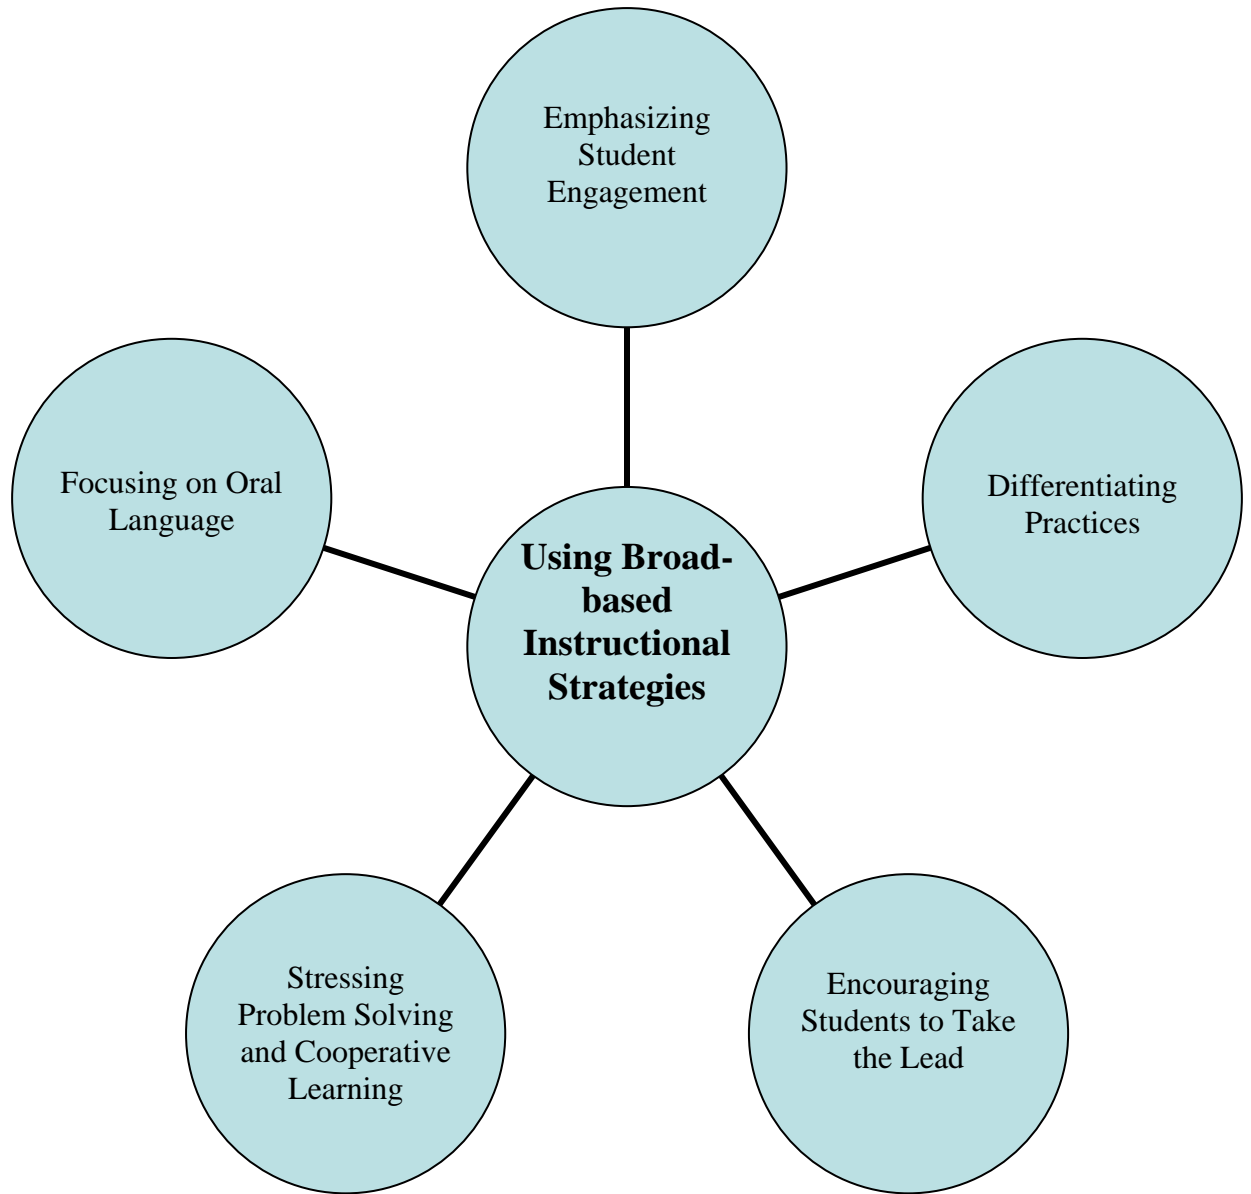 Emphasizing
Student
Engagement
Focusing on Oral
Language
Differentiating
Practices
Using Broad-
based
Instructional
Strategies
Stressing
Problem Solving
and Cooperative
Learning
Encouraging
Students to Take
the Lead